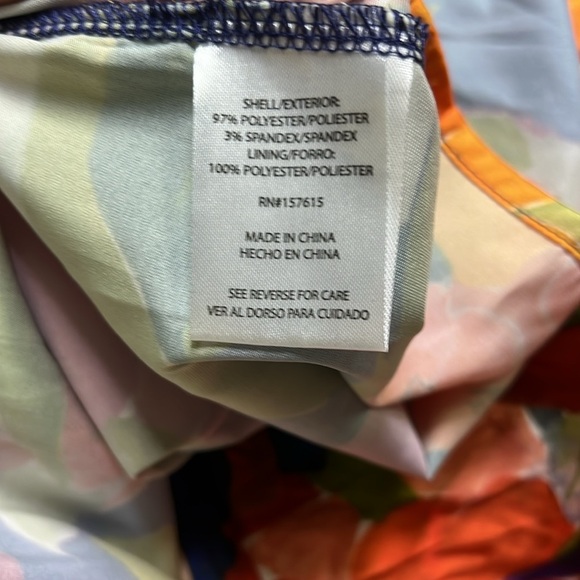 SHELL/EXTERIOR:
97% POLYESTER/POLIESTER
3% SPANDEX/SPANDEX
LINING/FORRO:
100% POLYESTER/POLIESTER
RN#157615
MADE IN CHINA
HECHO EN CHINA
SEE REVERSE FOR CARE
VER AL DORSO PARA CUIDADO